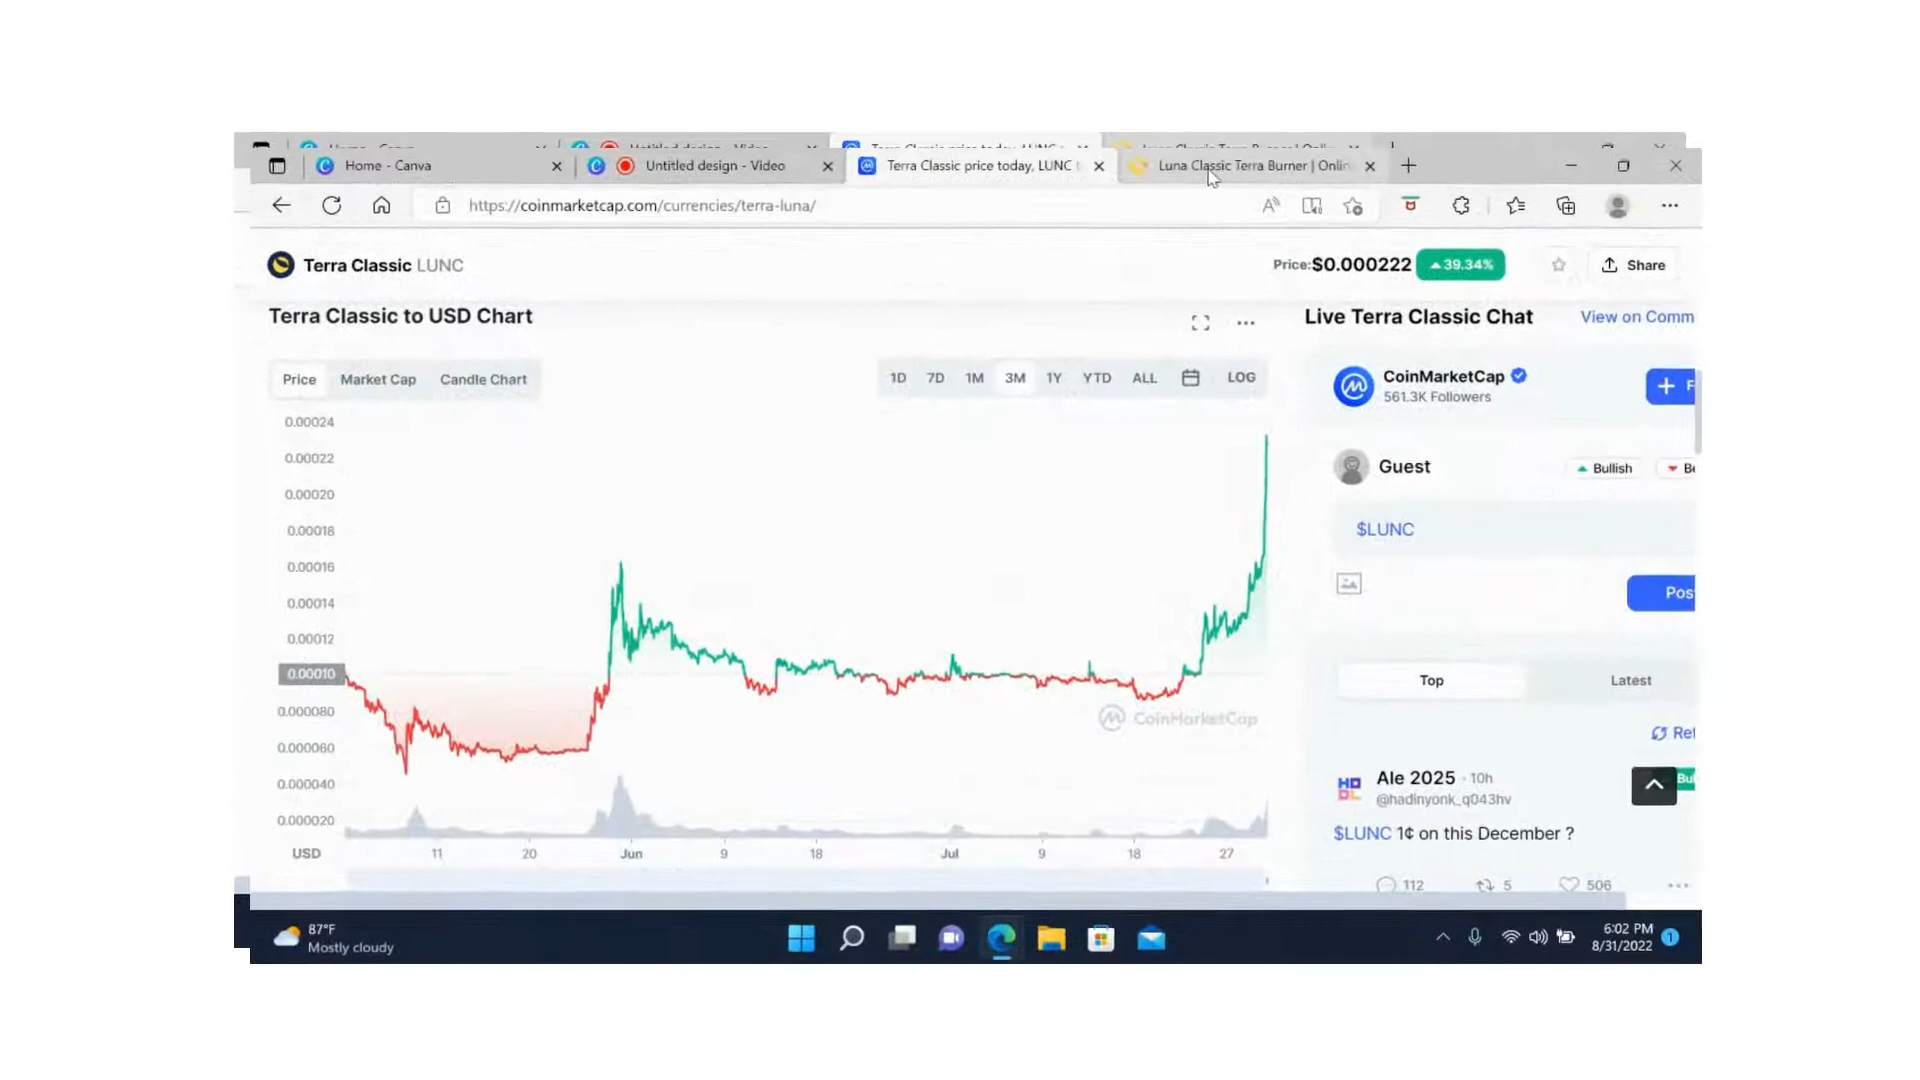 Home - Canva
Untitled design - Video
Terra Classic price today, LUNC t
Luna Classic Terra Burner | Onlin
https://coinmarketcap.com/currencies/terra-luna/
Terra Classic LUNC
Price:$0.000222
39.34%
Share
Terra Classic to USD Chart
Live Terra Classic Chat
View on Comm
Price
Market Cap
Candle Chart
1D
7D
1M
3M
1Y
YTD
ALL
LOG
CoinMarketCap
561.3K Followers
+ F
Guest
Bullish
Be
$LUNC
Pos
Top
Latest
Ref
Ale 2025 · 10h
@hadinyonk_q043hv
Bul
$LUNC 1¢ on this December ?
112
5
506
0.00024
0.00022
0.00020
0.00018
0.00016
0.00014
0.00012
0.00010
0.000080
0.000060
0.000040
0.000020
CoinMarketCap
USD
11
20
Jun
9
18
Jul
9
18
27
87°F
Mostly cloudy
6:02 PM
8/31/2022
1